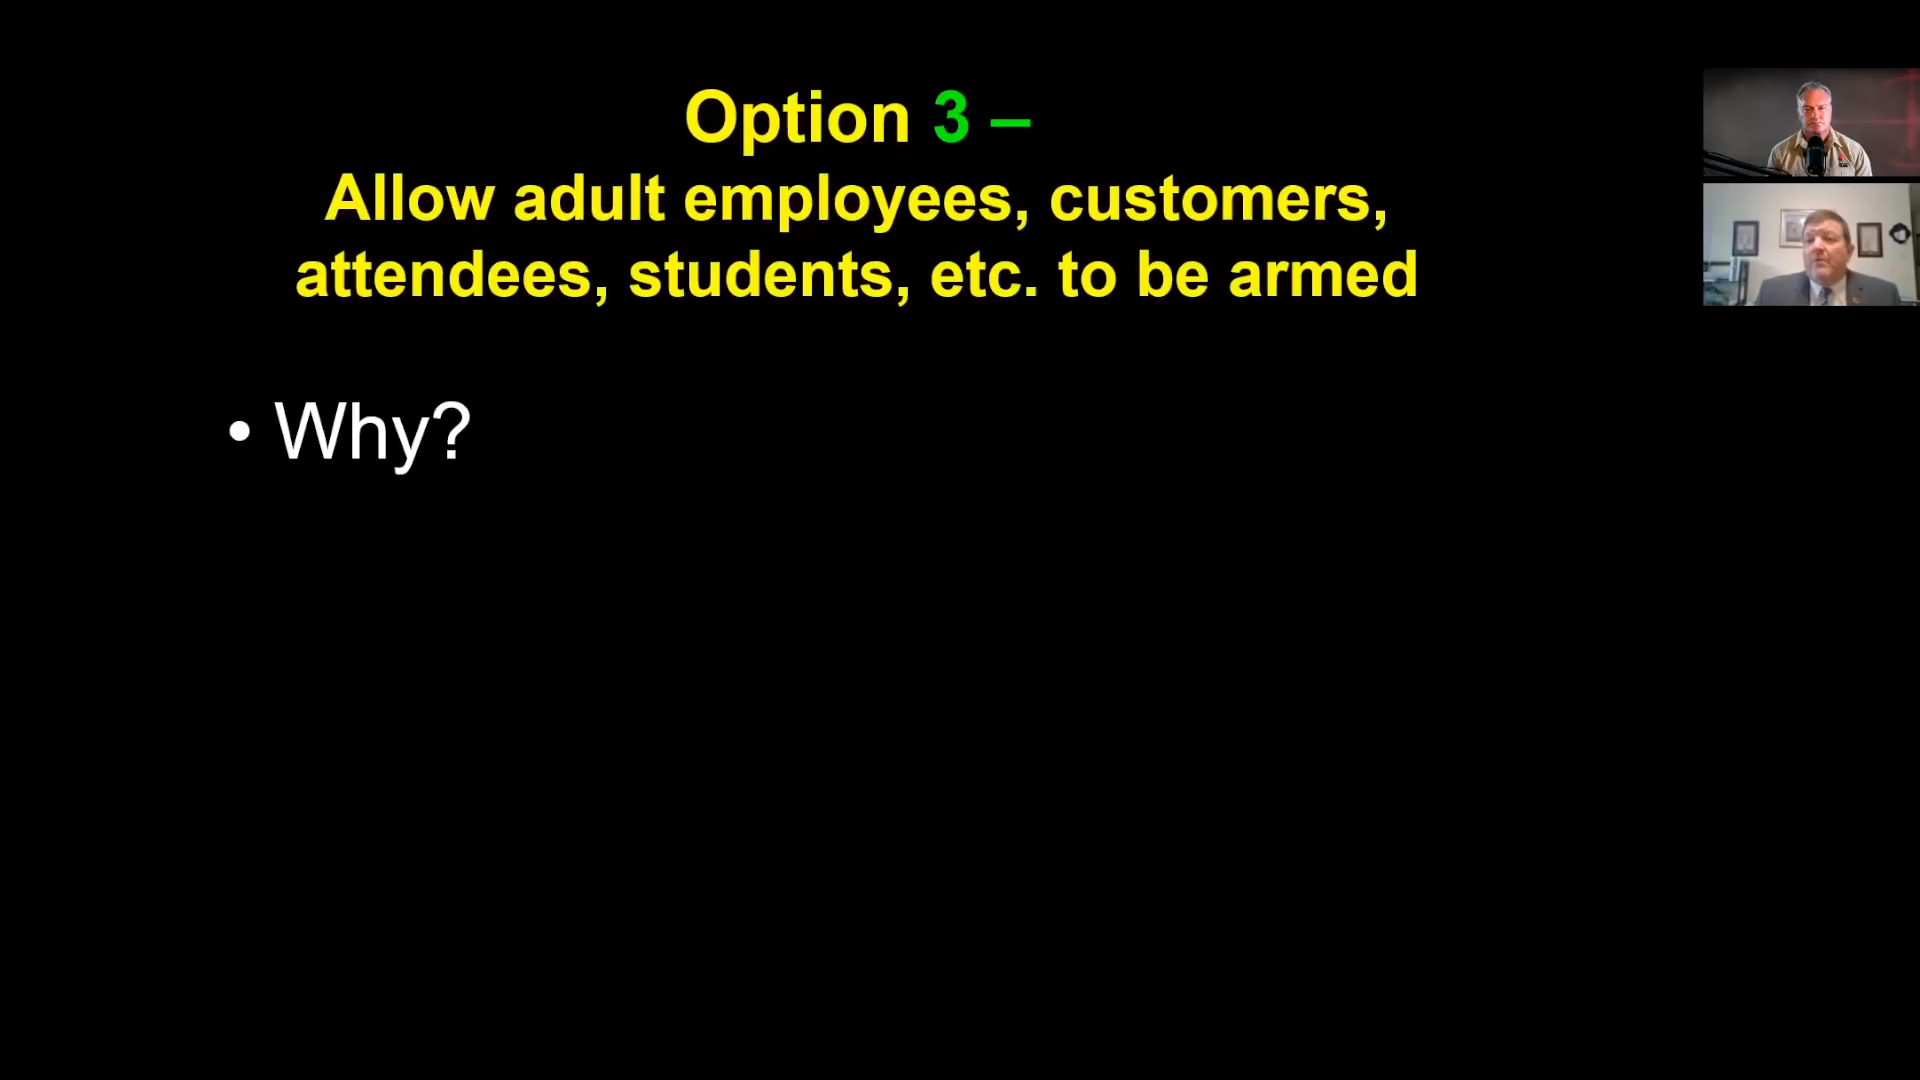 Option 3 –
Allow adult employees, customers,
attendees, students, etc. to be armed
• Why?